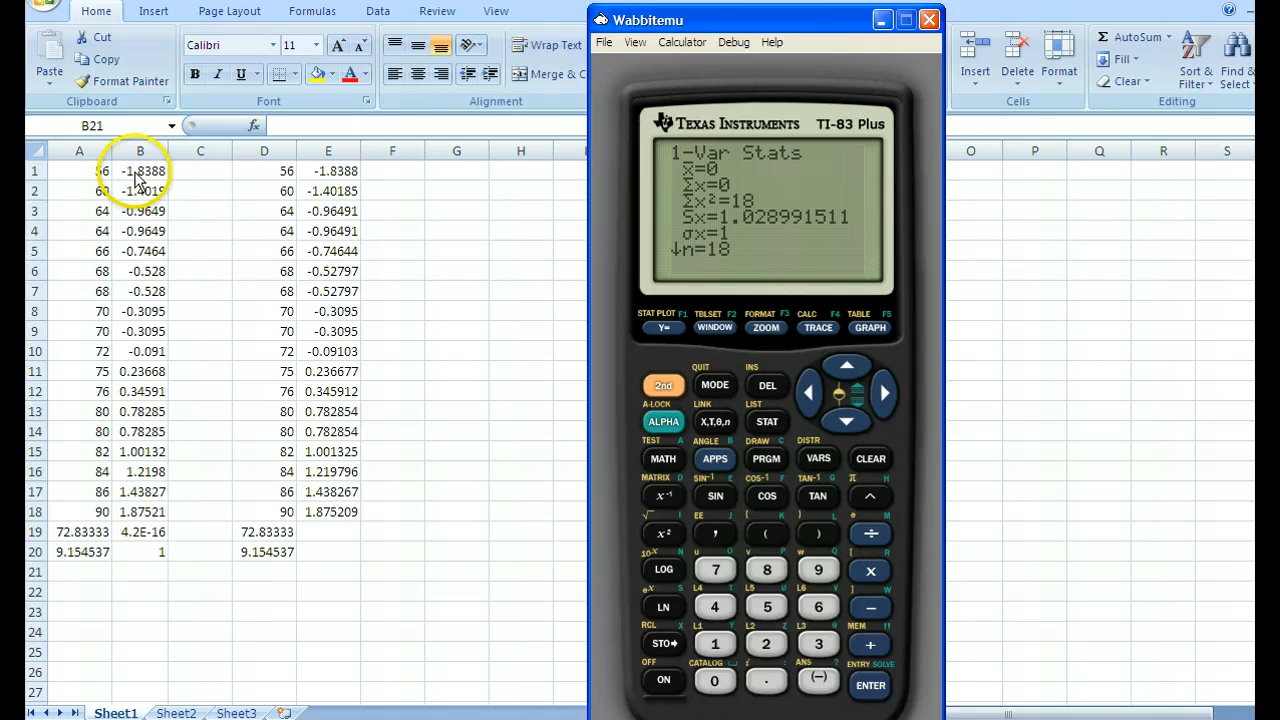 Home Insert Page Layout Formulas Data Review View
Cut
Copy
Format Painter
Paste
Clipboard
Calibri 11
B I U A
Font
Wrap Text
Merge & C
Alignment
Insert Delete Format
Cells
AutoSum
Fill
Clear
Sort & Filter
Find &
Editing
B21 fx
A B C D E F G H O P Q R S
1 56 -1.8388 56 -1.8388
2 60 -1.4019 60 -1.40185
3 64 -0.9649 64 -0.96491
4 64 -0.9649 64 -0.96491
5 66 -0.7464 66 -0.74644
6 68 -0.528 68 -0.52797
7 68 -0.528 68 -0.52797
8 70 -0.3095 70 -0.3095
9 70 -0.3095 70 -0.3095
10 72 -0.091 72 -0.09103
11 75 0.23668 75 0.236677
12 76 0.34591 76 0.345912
13 80 0.78285 80 0.782854
14 80 0.78285 80 0.782854
15 82 1.00132 82 1.001325
16 84 1.2198 84 1.219796
17 86 1.43827 86 1.438267
18 90 1.87521 90 1.875209
19 72.83333 4.2E-16 72.83333
20 9.154537 1 9.154537
21
22
23
24
25
26
27
Sheet1 Sheet2 Sheet3
Wabbitemu
File View Calculator Debug Help
TEXAS INSTRUMENTS TI-83 Plus
1-Var Stats
x̄=0
Σx=0
Σx²=18
Sx=1.028991511
σx=1
↓n=18
STAT PLOT F1 TBLSET F2 FORMAT F3 CALC F4 TABLE F5
Y= WINDOW ZOOM TRACE GRAPH
QUIT INS
2nd MODE DEL
A-LOCK LINK LIST
ALPHA X,T,θ,n STAT
TEST A ANGLE B DRAW C DISTR
MATH APPS PRGM VARS CLEAR
MATRIX D SIN⁻¹ E COS⁻¹ F TAN⁻¹ G π H
x⁻¹ SIN COS TAN ^
√ I EE J { K } L e M
x² , ( ) ÷
10ˣ N u O v P w Q [ R
LOG 7 8 9 x
eˣ S L4 T L5 U L6 V ] W
LN 4 5 6 −
RCL X L1 Y L2 Z L3 θ MEM "
STO➔ 1 2 3 +
OFF CATALOG ANS ? ENTRY SOLVE
ON 0 . (−) ENTER